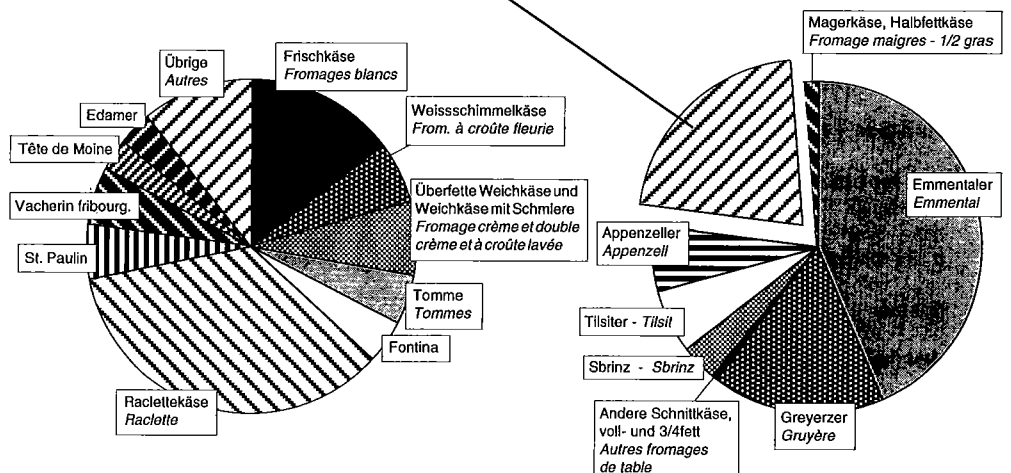 Übrige
Autres
Frischkäse
Fromages blancs
Edamer
Weissschimmelkäse
From. à croûte fleurie
Tête de Moine
Vacherin fribourg.
Überfette Weichkäse und
Weichkäse mit Schmiere
Fromage crème et double
crème et à croûte lavée
St. Paulin
Tomme
Tommes
Fontina
Raclettekäse
Raclette
Magerkäse, Halbfettkäse
Fromage maigres - 1/2 gras
Emmentaler
Emmental
Appenzeller
Appenzell
Tilsiter - Tilsit
Sbrinz - Sbrinz
Andere Schnittkäse,
voll- und 3/4fett
Autres fromages
de table
Greyerzer
Gruyère